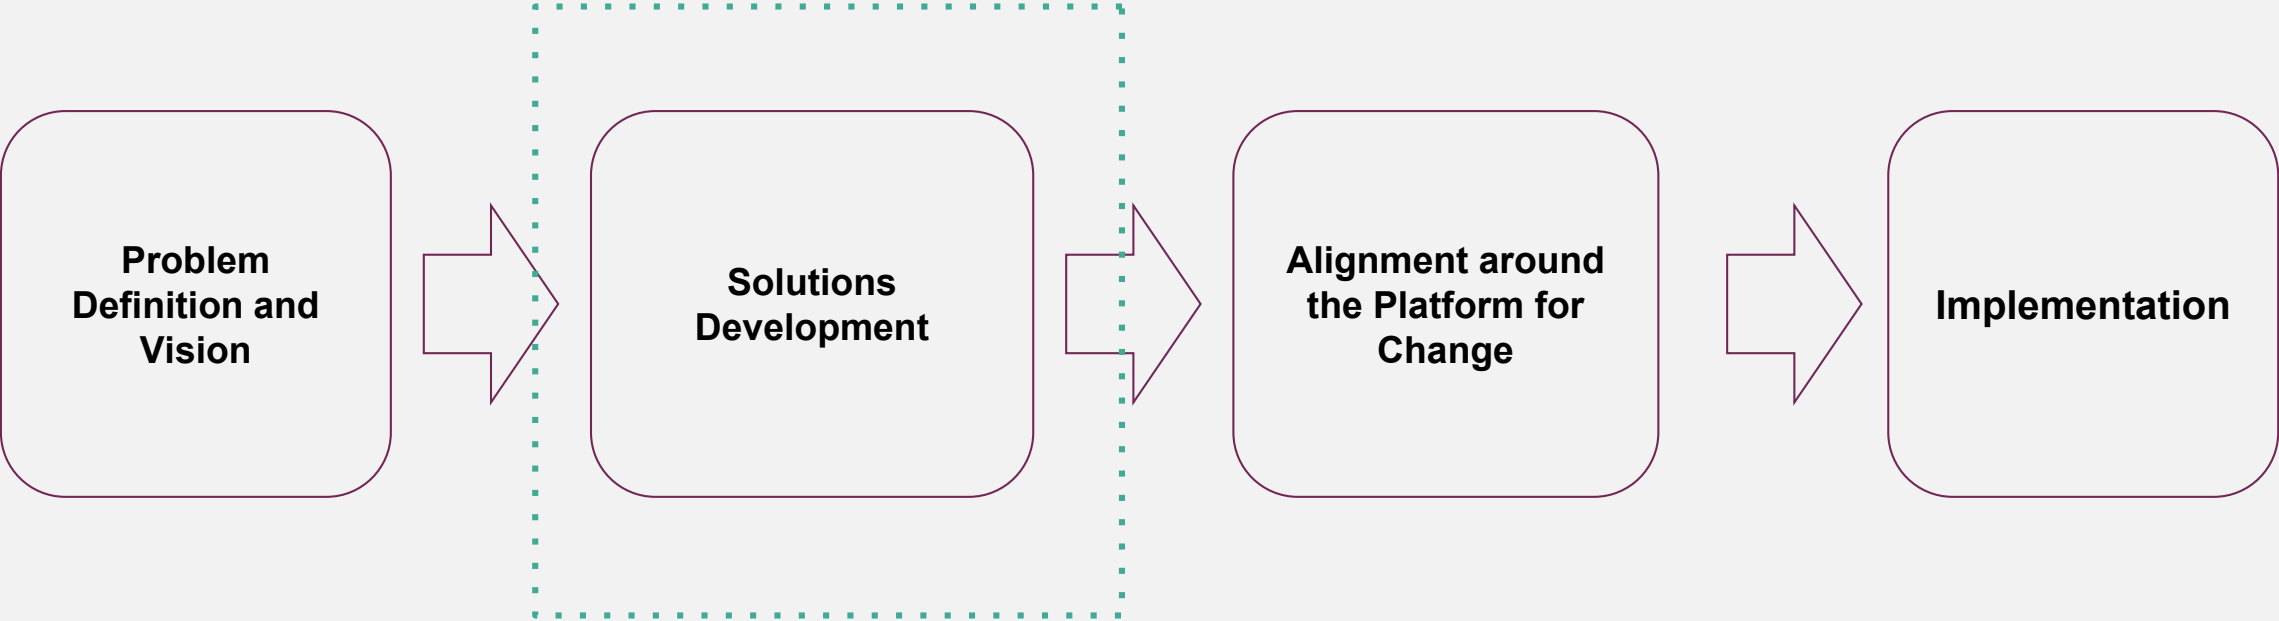 Problem
Definition and
Vision
Solutions
Development
Alignment around
the Platform for
Change
Implementation